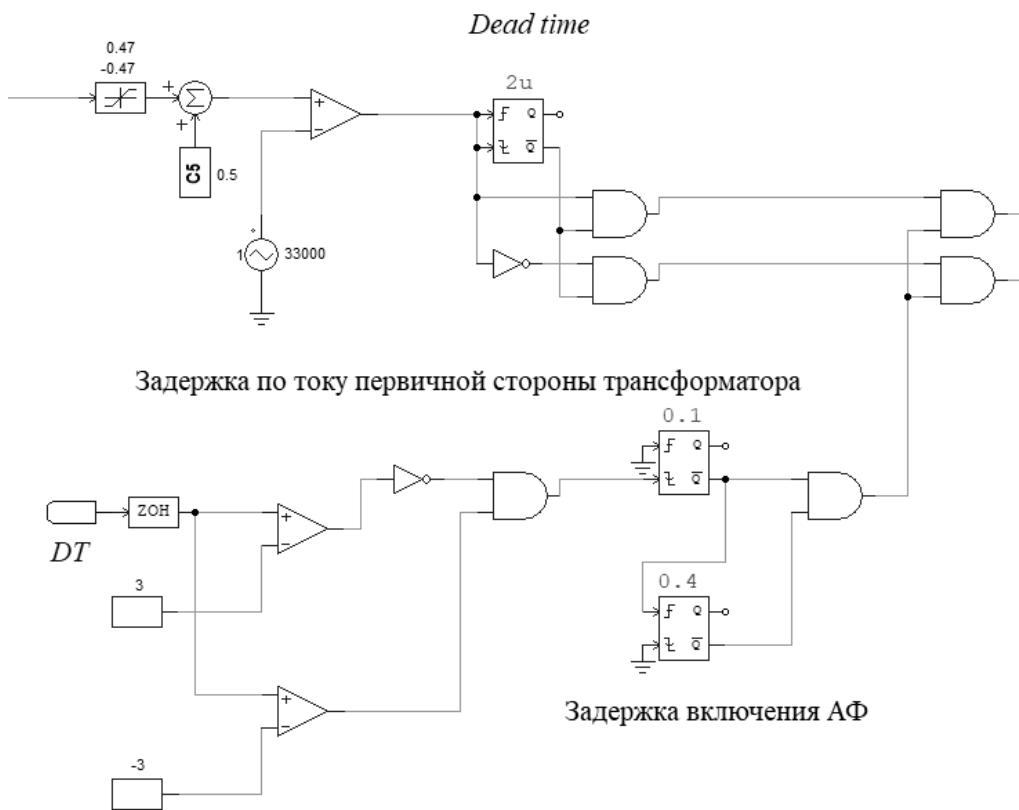 Dead time
0.47
-0.47
2u
+
Σ
+
C5
0.5
+
−
Q
Q
1
33000
Задержка по току первичной стороны трансформатора
0.1
Q
Q
DT
ZOH
+
−
3
0.4
Q
Q
+
−
-3
Задержка включения АФ